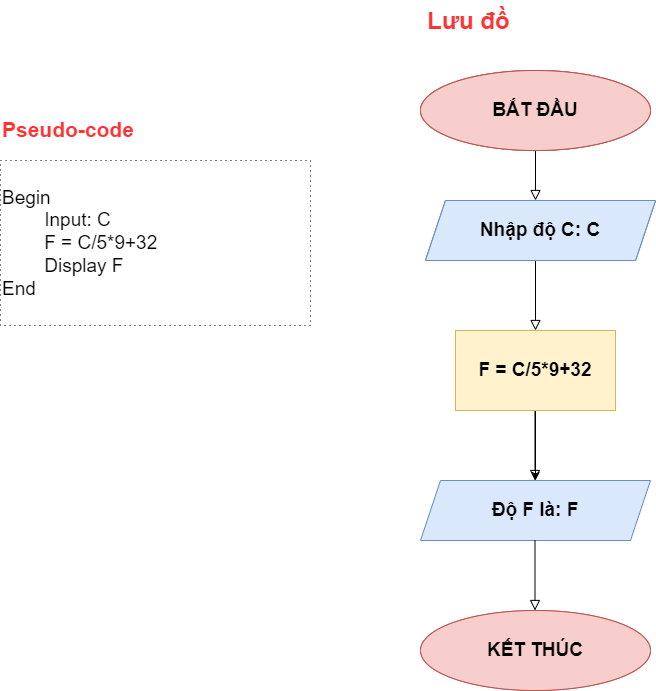 Lưu đồ
Pseudo-code
Begin
Input: C
F = C/5*9+32
Display F
End
BẮT ĐẦU
Nhập độ C: C
F = C/5*9+32
Độ F là: F
KẾT THÚC